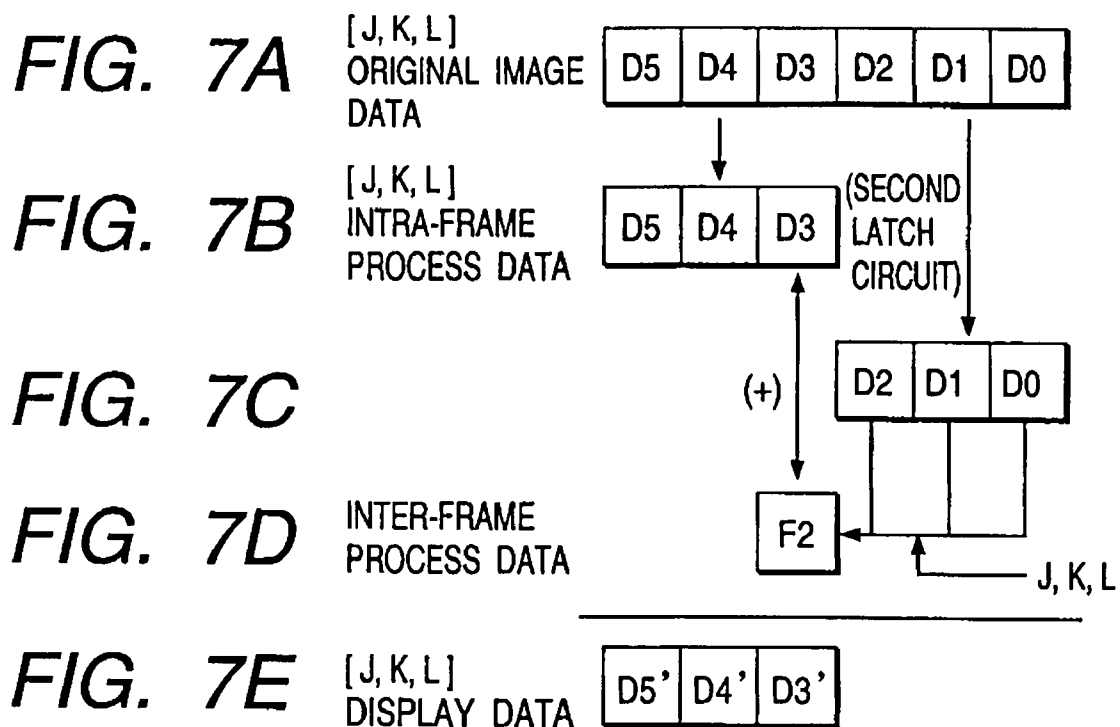 FIG. 7A
[J, K, L]
ORIGINAL IMAGE
DATA
D5 D4 D3 D2 D1 D0
FIG. 7B
[J, K, L]
INTRA-FRAME
PROCESS DATA
D5 D4 D3
(SECOND
LATCH
CIRCUIT)
FIG. 7C
(+)
D2 D1 D0
FIG. 7D
INTER-FRAME
PROCESS DATA
F2
J, K, L
FIG. 7E
[J, K, L]
DISPLAY DATA
D5' D4' D3'